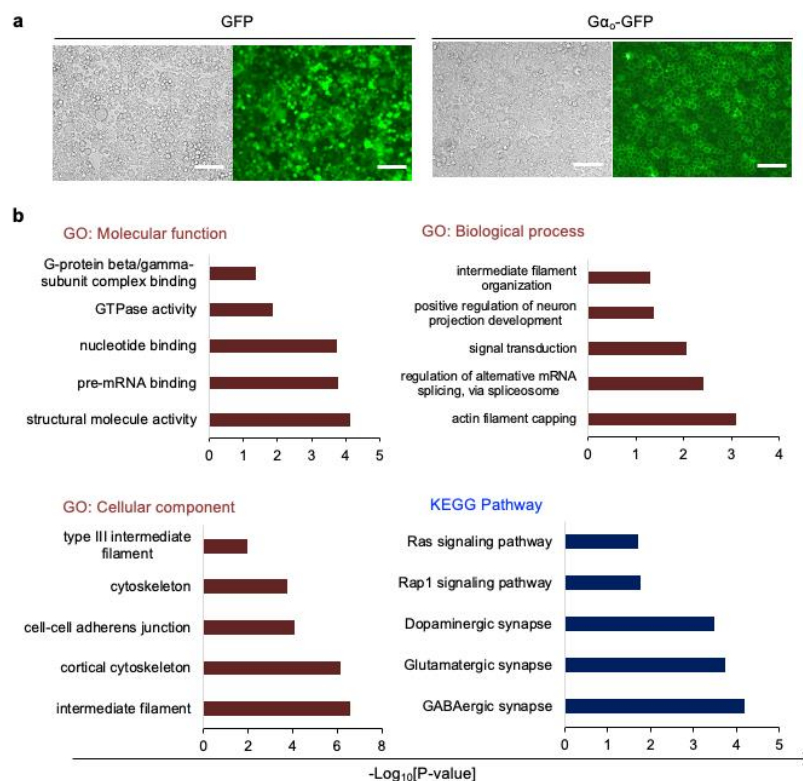 a
GFP
Gαo-GFP
b
GO: Molecular function
G-protein beta/gamma-
subunit complex binding
GTPase activity
nucleotide binding
pre-mRNA binding
structural molecule activity
0 1 2 3 4 5
GO: Biological process
intermediate filament
organization
positive regulation of neuron
projection development
signal transduction
regulation of alternative mRNA
splicing, via spliceosome
actin filament capping
0 1 2 3 4
GO: Cellular component
type III intermediate
filament
cytoskeleton
cell-cell adherens junction
cortical cytoskeleton
intermediate filament
0 2 4 6 8
KEGG Pathway
Ras signaling pathway
Rap1 signaling pathway
Dopaminergic synapse
Glutamatergic synapse
GABAergic synapse
0 1 2 3 4 5
-Log10[P-value]